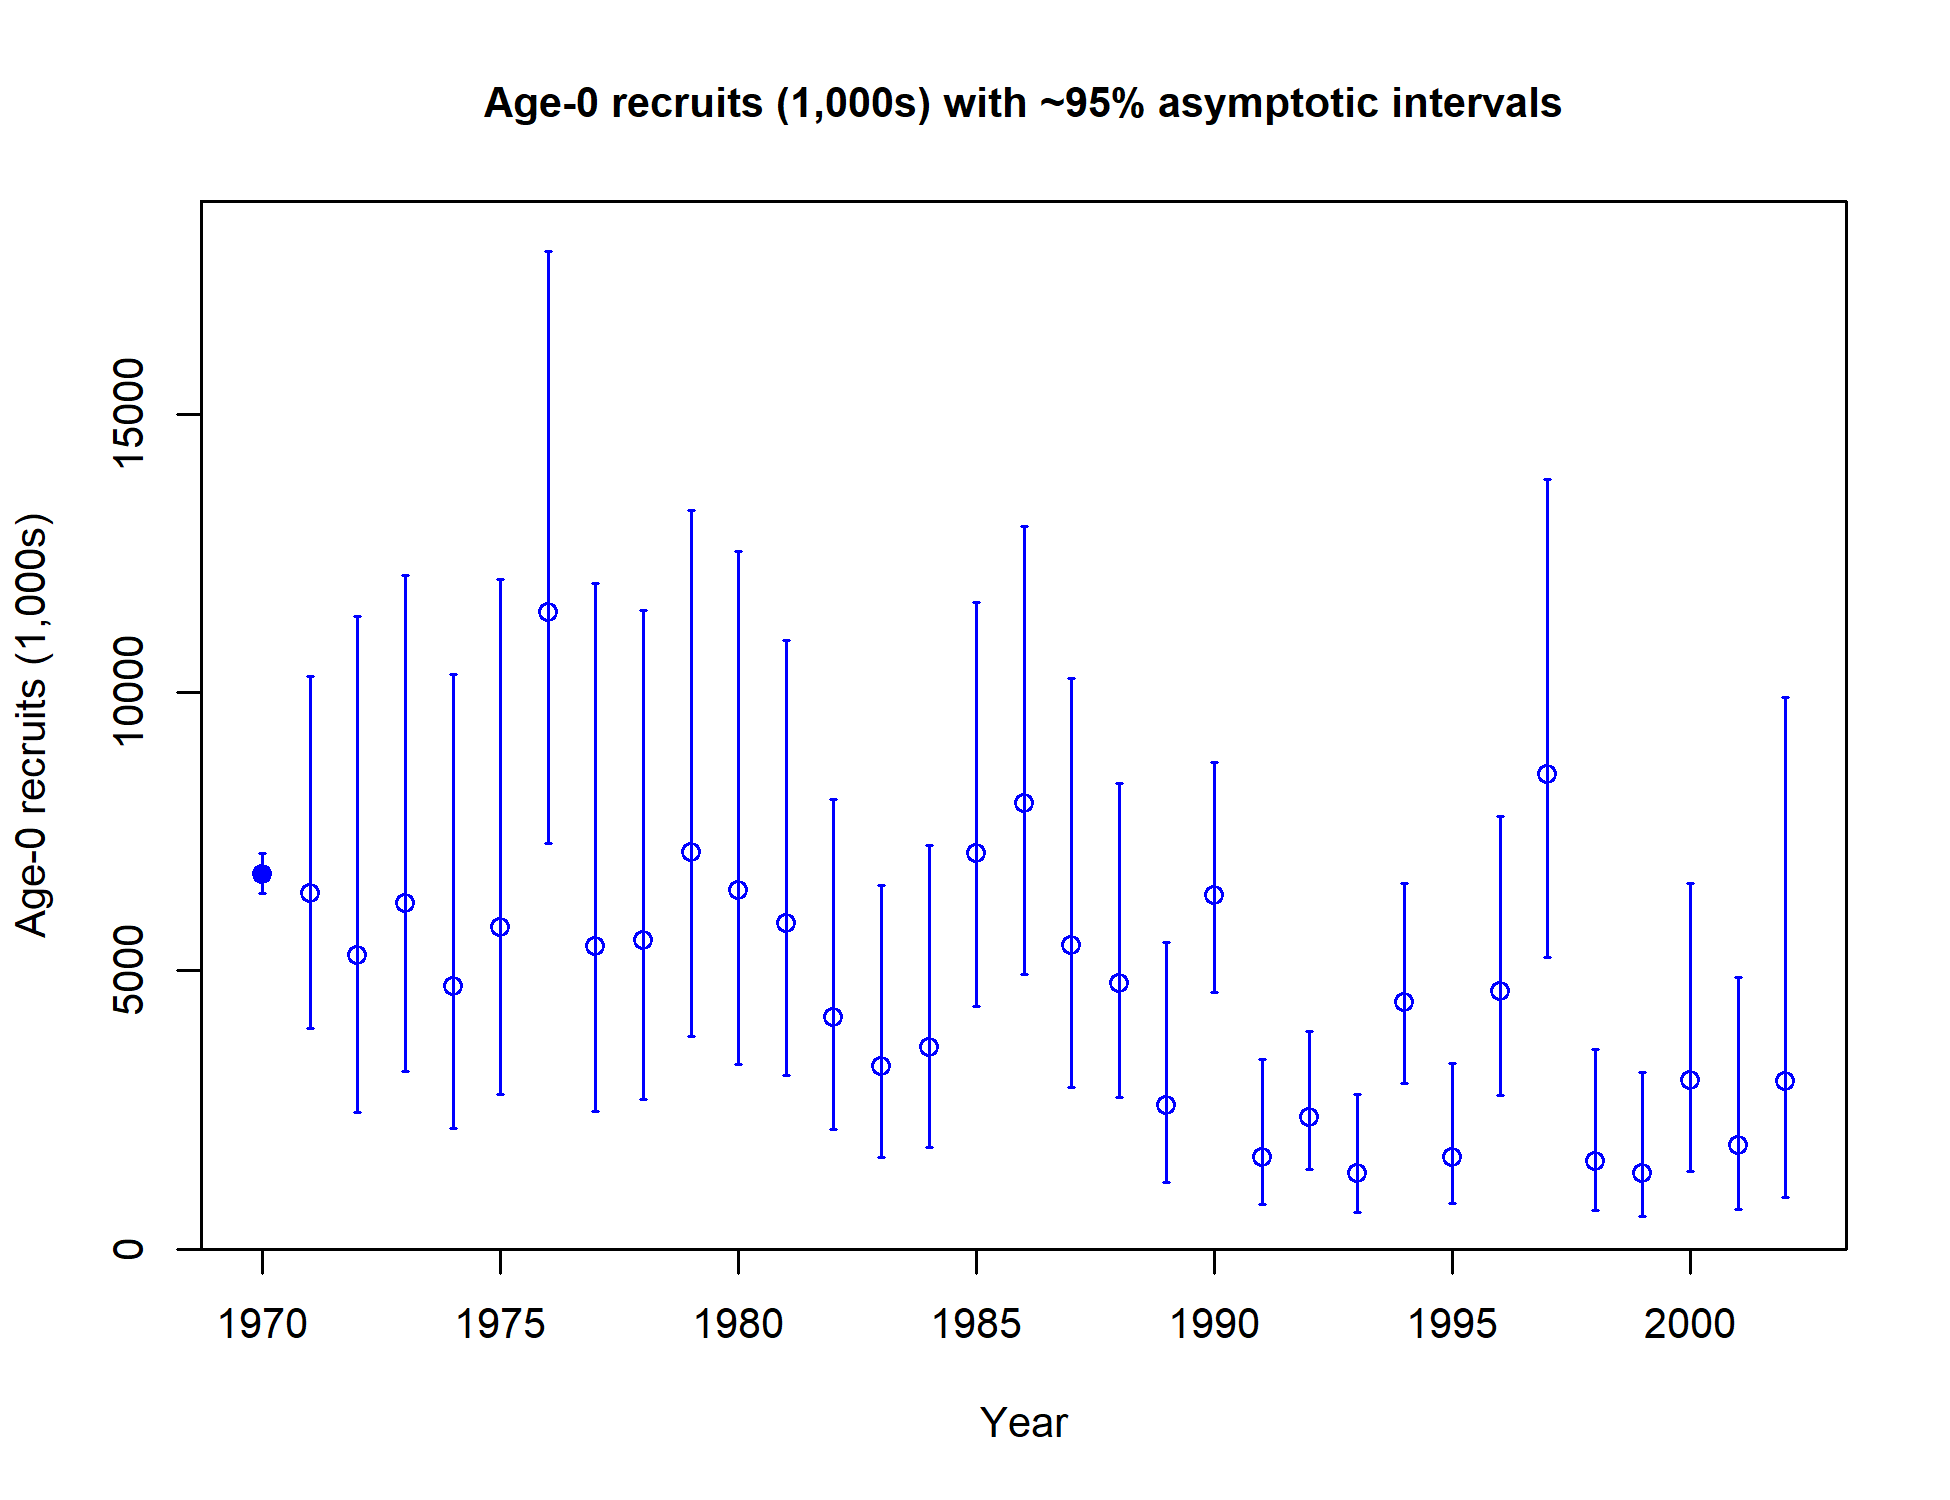 Age-0 recruits (1,000s) with ~95% asymptotic intervals
Age-0 recruits (1,000s)
15000
10000
5000
0
1970 1975 1980 1985 1990 1995 2000
Year